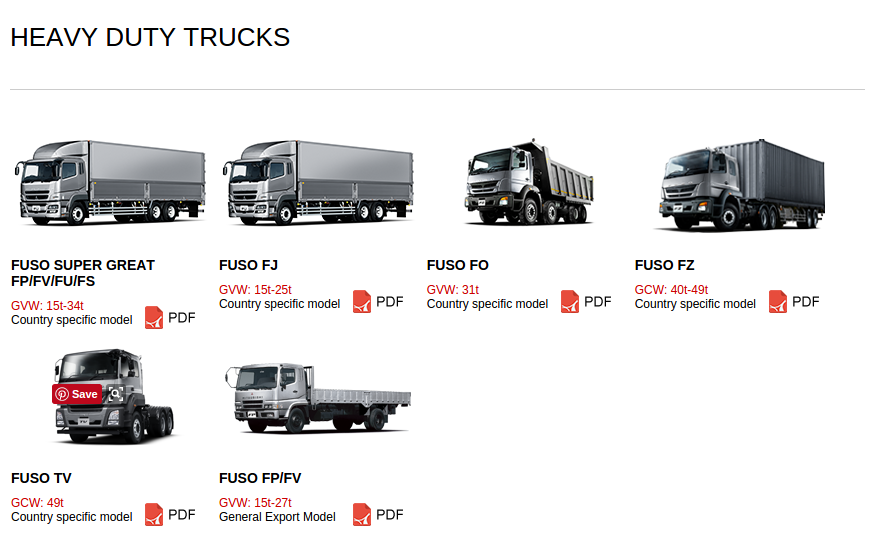 HEAVY DUTY TRUCKS
FUSO SUPER GREAT
FP/FV/FU/FS
GVW: 15t-34t
Country specific model
PDF
FUSO FJ
GVW: 15t-25t
Country specific model
PDF
FUSO FO
GVW: 31t
Country specific model
PDF
FUSO FZ
GCW: 40t-49t
Country specific model
PDF
Save
FUSO TV
GCW: 49t
Country specific model
PDF
FUSO FP/FV
GVW: 15t-27t
General Export Model
PDF